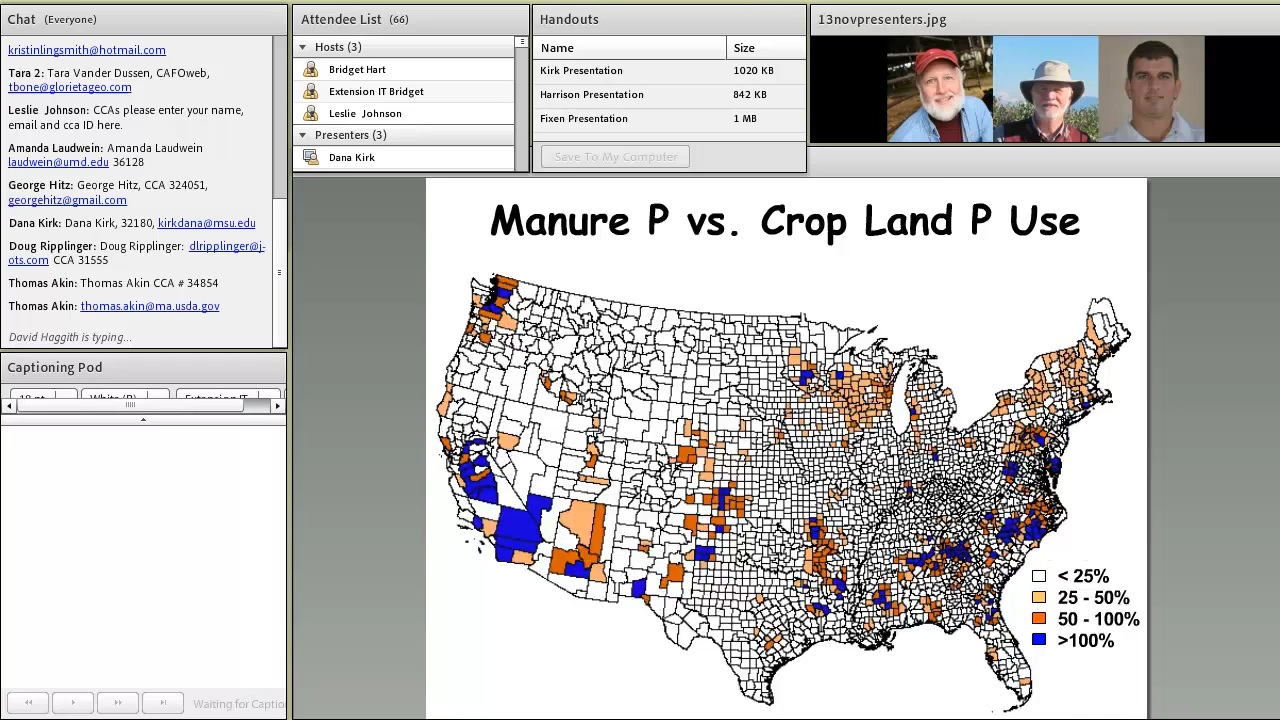 Chat (Everyone)
kristinlingsmith@hotmail.com
Tara 2: Tara Vander Dussen, CAFOweb,
tbone@glorietageo.com
Leslie Johnson: CCAs please enter your name,
email and cca ID here.
Amanda Laudwein: Amanda Laudwein
laudwein@umd.edu 36128
George Hitz: George Hitz, CCA 324051,
georgehitz@gmail.com
Dana Kirk: Dana Kirk, 32180, kirkdana@msu.edu
Doug Ripplinger: Doug Ripplinger: dlripplinger@j-
ots.com CCA 31555
Thomas Akin: Thomas Akin CCA # 34854
Thomas Akin: thomas.akin@ma.usda.gov
David Haggith is typing...
Captioning Pod
Waiting for Captio
Attendee List (66)
Hosts (3)
Bridget Hart
Extension IT Bridget
Leslie Johnson
Presenters (3)
Dana Kirk
Handouts
Name Size
Kirk Presentation 1020 KB
Harrison Presentation 842 KB
Fixen Presentation 1 MB
Save To My Computer
13novpresenters.jpg
Manure P vs. Crop Land P Use
< 25%
25 - 50%
50 - 100%
>100%